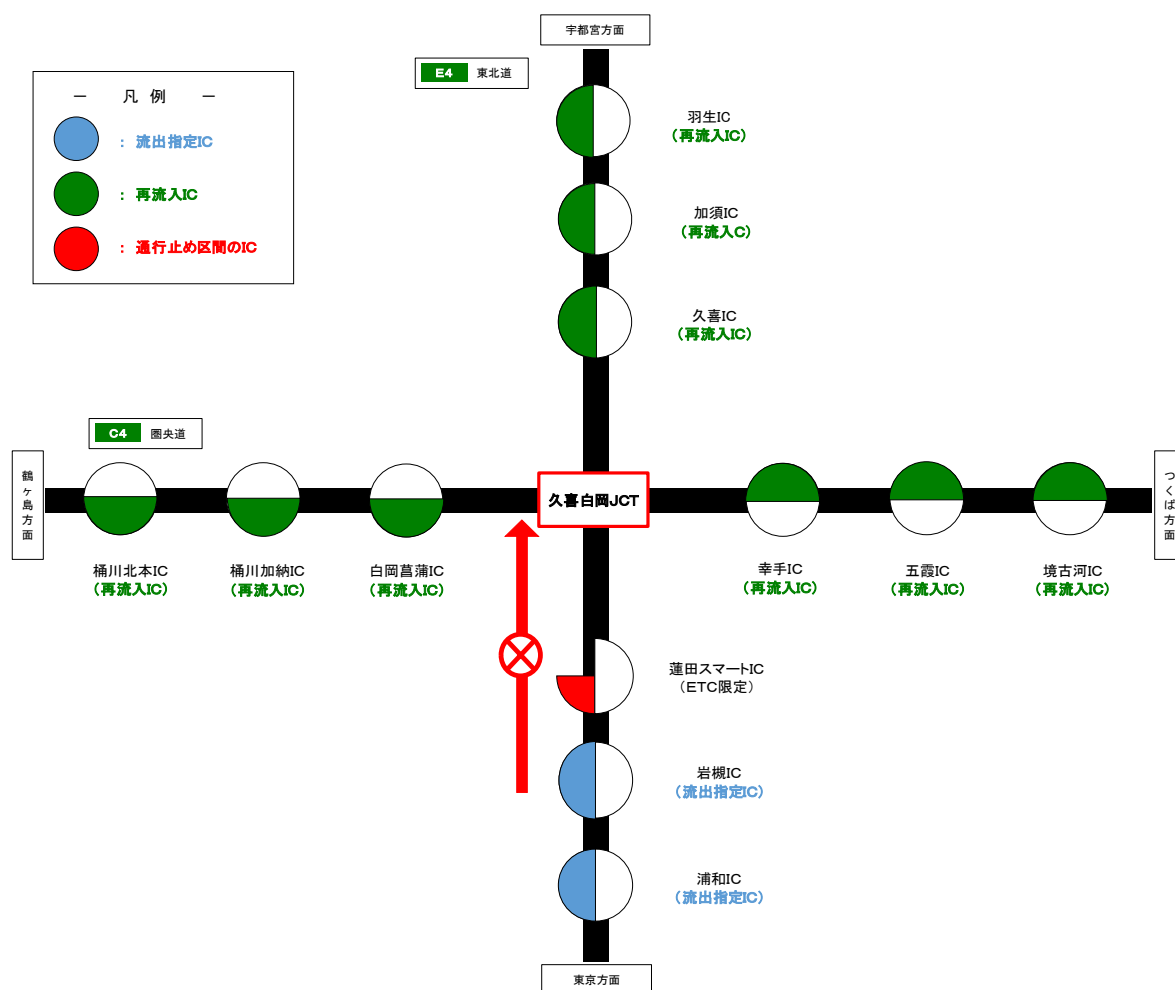 宇都宮方面
E4 東北道
－ 凡 例 －
： 流出指定IC
： 再流入IC
： 通行止め区間のIC
羽生IC
（再流入IC）
加須IC
（再流入C）
久喜IC
（再流入IC）
C4 圏央道
鶴ヶ島方面
久喜白岡JCT
つくば方面
桶川北本IC
（再流入IC）
桶川加納IC
（再流入IC）
白岡菖蒲IC
（再流入IC）
幸手IC
（再流入IC）
五霞IC
（再流入IC）
境古河IC
（再流入IC）
蓮田スマートIC
（ETC限定）
岩槻IC
（流出指定IC）
浦和IC
（流出指定IC）
東京方面